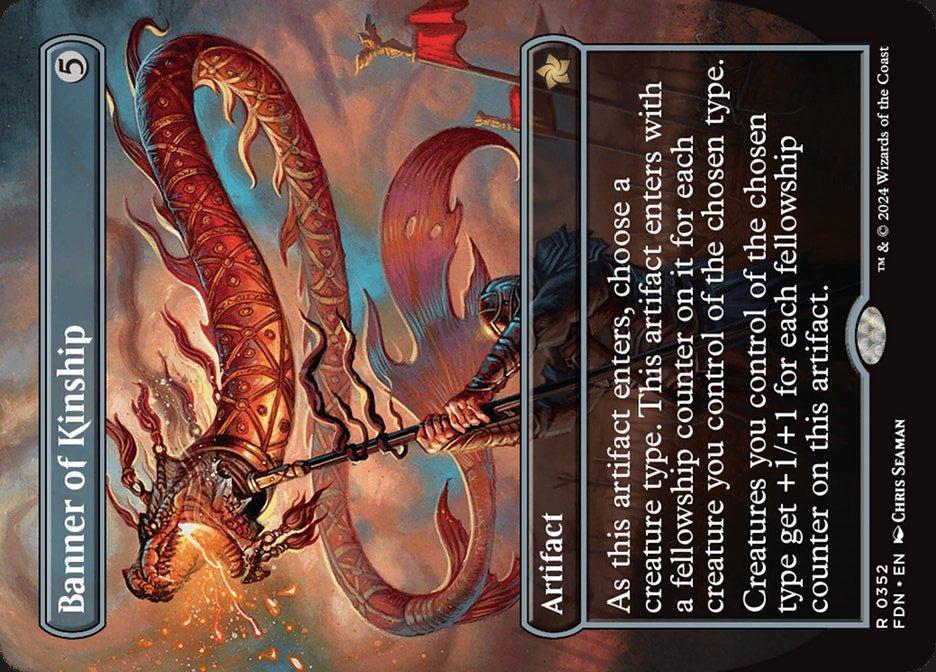 Banner of Kinship 5
Artifact
As this artifact enters, choose a
creature type. This artifact enters with
a fellowship counter on it for each
creature you control of the chosen type.
Creatures you control of the chosen
type get +1/+1 for each fellowship
counter on this artifact.
R 0352
FDN • EN CHRIS SEAMAN
™ & © 2024 Wizards of the Coast